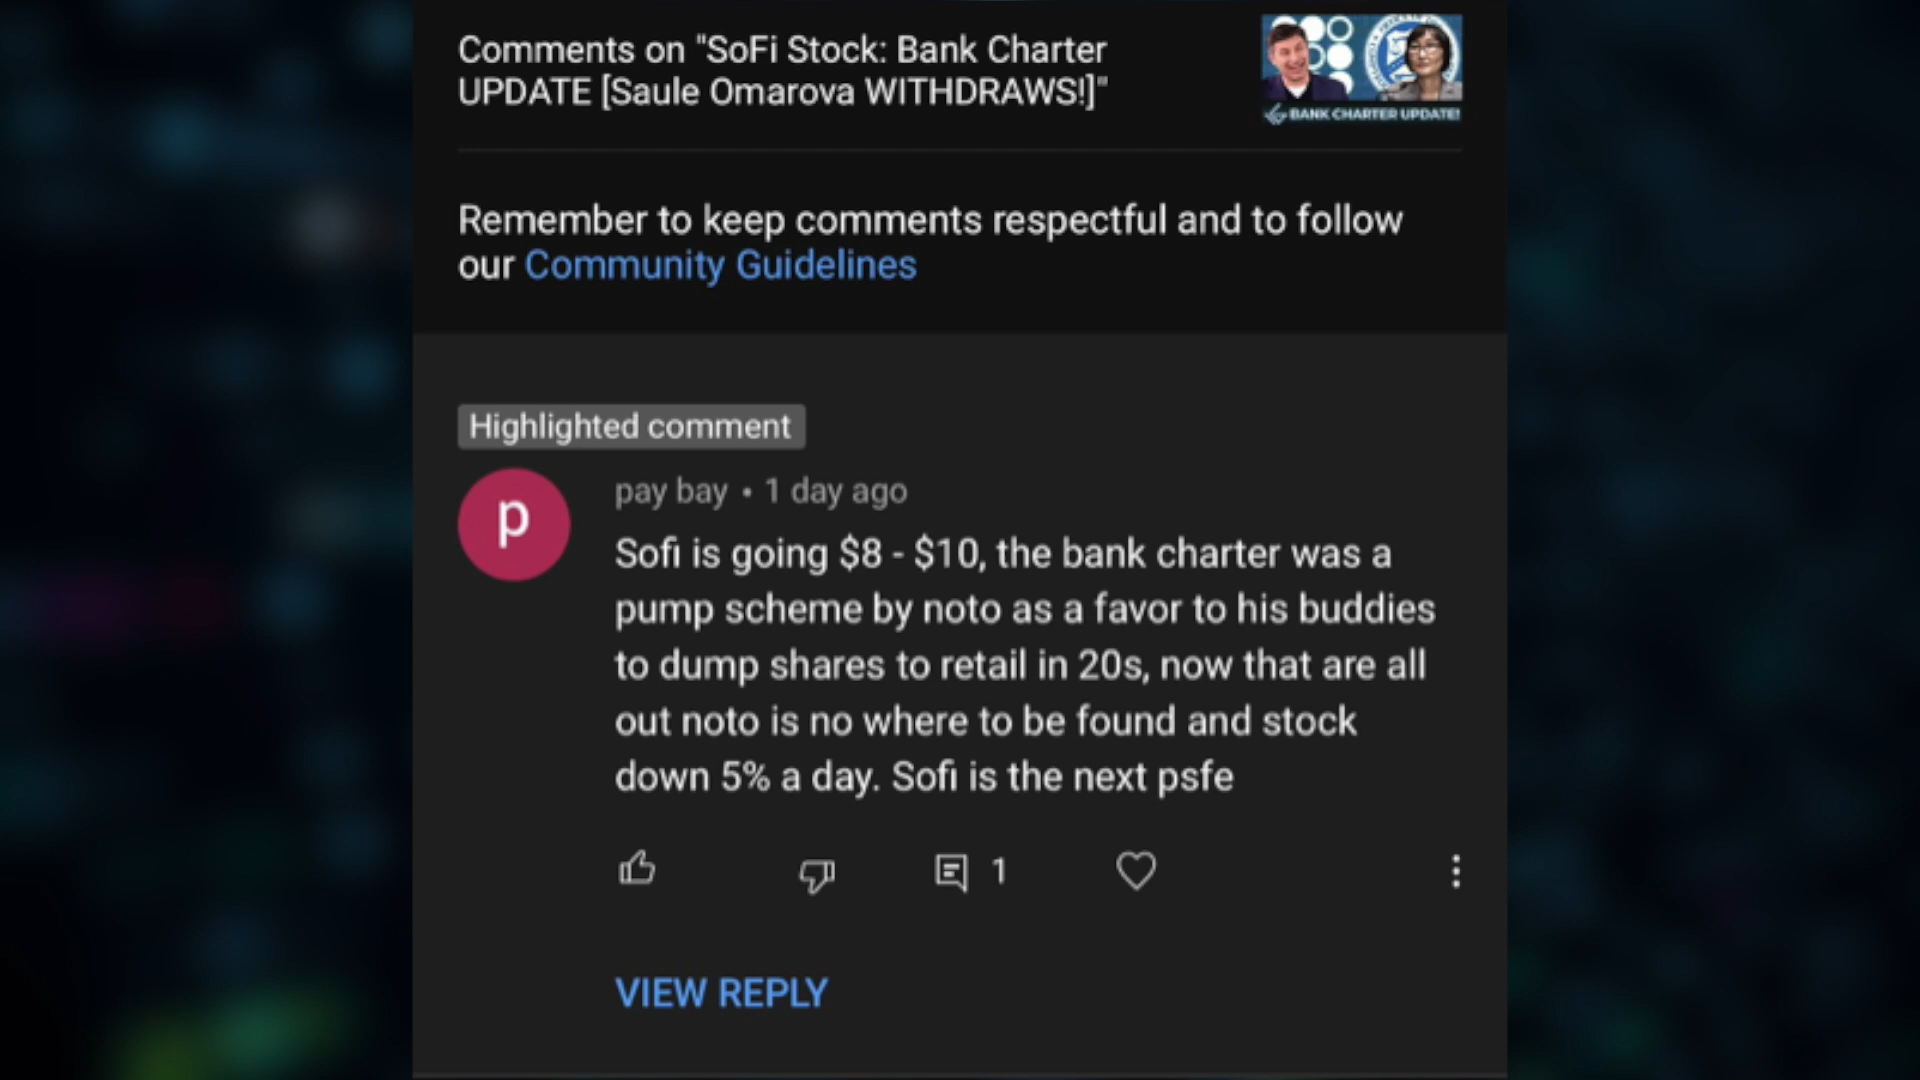 Comments on "SoFi Stock: Bank Charter
UPDATE [Saule Omarova WITHDRAWS!]"
BANK CHARTER UPDATE!
Remember to keep comments respectful and to follow
our Community Guidelines
Highlighted comment
p
pay bay • 1 day ago
Sofi is going $8 - $10, the bank charter was a
pump scheme by noto as a favor to his buddies
to dump shares to retail in 20s, now that are all
out noto is no where to be found and stock
down 5% a day. Sofi is the next psfe
1
VIEW REPLY